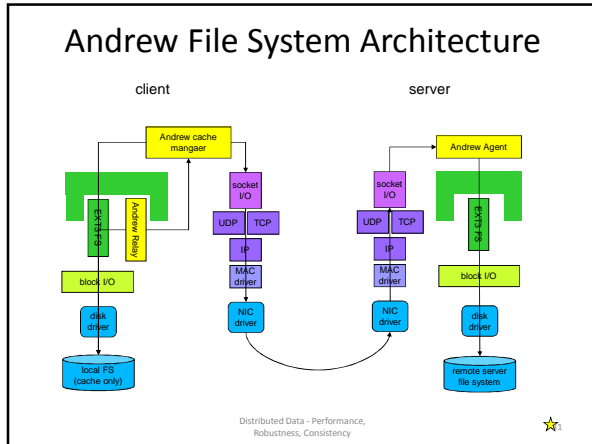 Andrew File System Architecture
client
server
Andrew cache
mangaer
Andrew Agent
socket
I/O
socket
I/O
EXT3 FS
Andrew Relay
EXT3 FS
UDP
TCP
UDP
TCP
IP
IP
MAC
driver
MAC
driver
block I/O
block I/O
disk
driver
NIC
driver
NIC
driver
disk
driver
local FS
(cache only)
remote server
file system
Distributed Data - Performance,
Robustness, Consistency